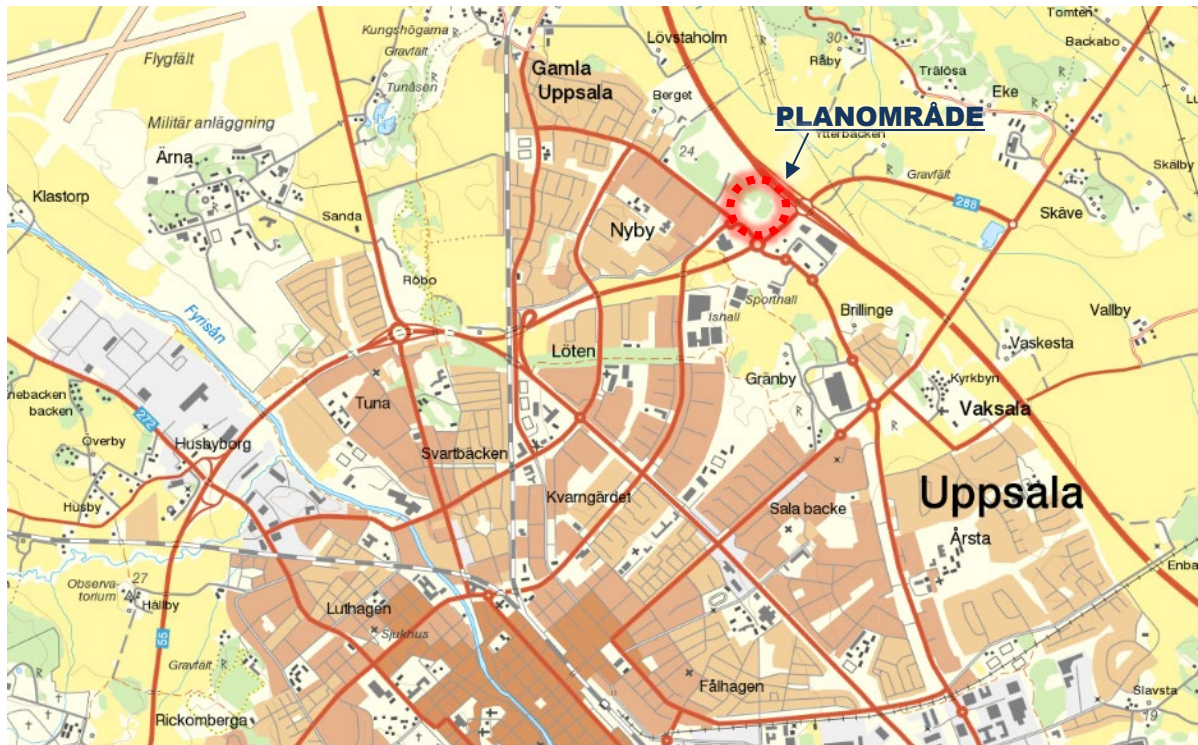 Tomten
Kungshögarna
Lövstaholm
30
Backabo
Gravfält
Råby
Flygfält
Gamla
Uppsala
Trälösa
Tunåsen
Berget
Eke
PLANOMRÅDE
Militär anläggning
Ytterbacken
Ärna
24
Skälby
Gravfält
Klastorp
288
Sanda
Skäve
Nyby
Röbo
Sporthall
Fyrisån
Ishall
Brillinge
Vallby
Löten
Vaskesta
Gränby
Kyrkbyn
nebacken
backen
Tuna
Vaksala
272
Överby
Husbyborg
Svartbäcken
Uppsala
Kvarngärdet
Husby
Sala backe
Årsta
Enba
27
Observa-
torium
Hällby
Luthagen
Sjukhus
55
Gravfält
Fålhagen
Slavsta
Rickomberga
19